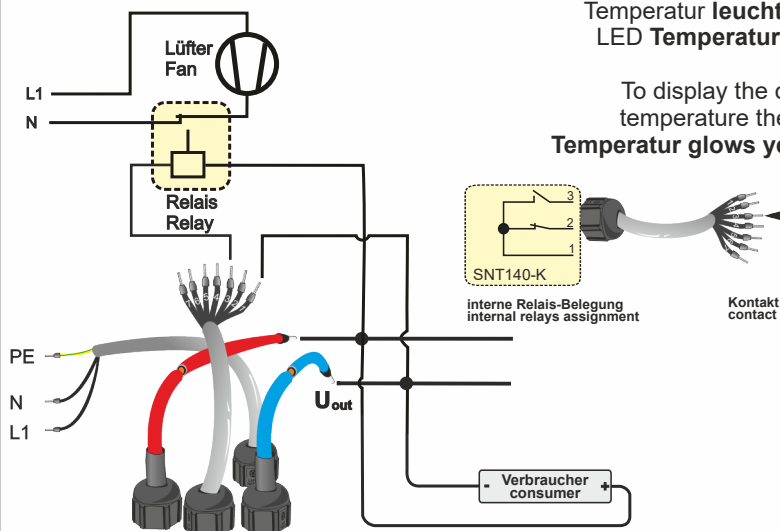 Temperatur leucht
LED Temperatur
To display the
temperature the
Temperatur glows
Lüfter
Fan
L1
N
Relais
Relay
3
2
1
SNT140-K
interne Relais-Belegung
internal relays assignment
Kontakt
contact
PE
N
L1
Uout
- Verbraucher +
consumer